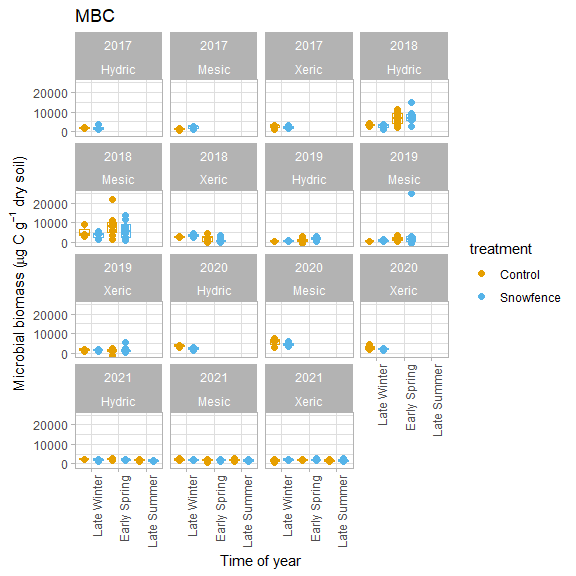 MBC
2017 2017 2017 2018
Hydric Mesic Xeric Hydric
20000
10000
0
2018 2018 2019 2019
Mesic Xeric Hydric Mesic
20000
10000
0
2019 2020 2020 2020
Xeric Hydric Mesic Xeric
20000
10000
0
2021 2021 2021
Hydric Mesic Xeric
20000
10000
0
Late Winter Early Spring Late Summer
Late Winter Early Spring Late Summer
Late Winter Early Spring Late Summer
Late Winter Early Spring Late Summer
Time of year
Microbial biomass (μg C g⁻¹ dry soil)
treatment
Control
Snowfence